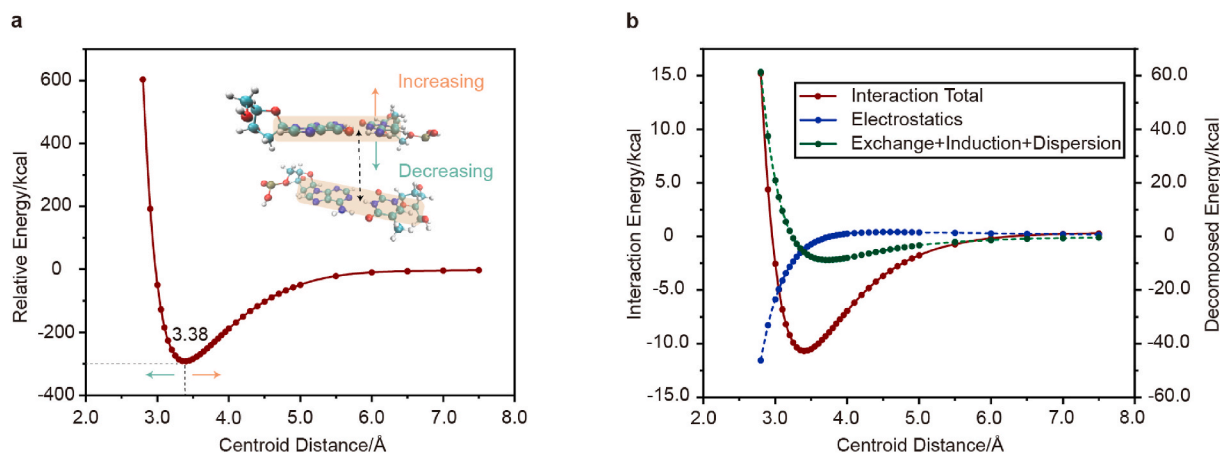 a
Relative Energy/kcal
600
400
200
0
-200
-400
2.0 3.0 4.0 5.0 6.0 7.0 8.0
Centroid Distance/Å
3.38
Increasing
Decreasing
b
Interaction Energy/kcal
15.0
10.0
5.0
0
-5.0
-10.0
-15.0
2.0 3.0 4.0 5.0 6.0 7.0 8.0
Centroid Distance/Å
Interaction Total
Electrostatics
Exchange+Induction+Dispersion
60.0
40.0
20.0
0
-20.0
-40.0
-60.0
Decomposed Energy/kcal